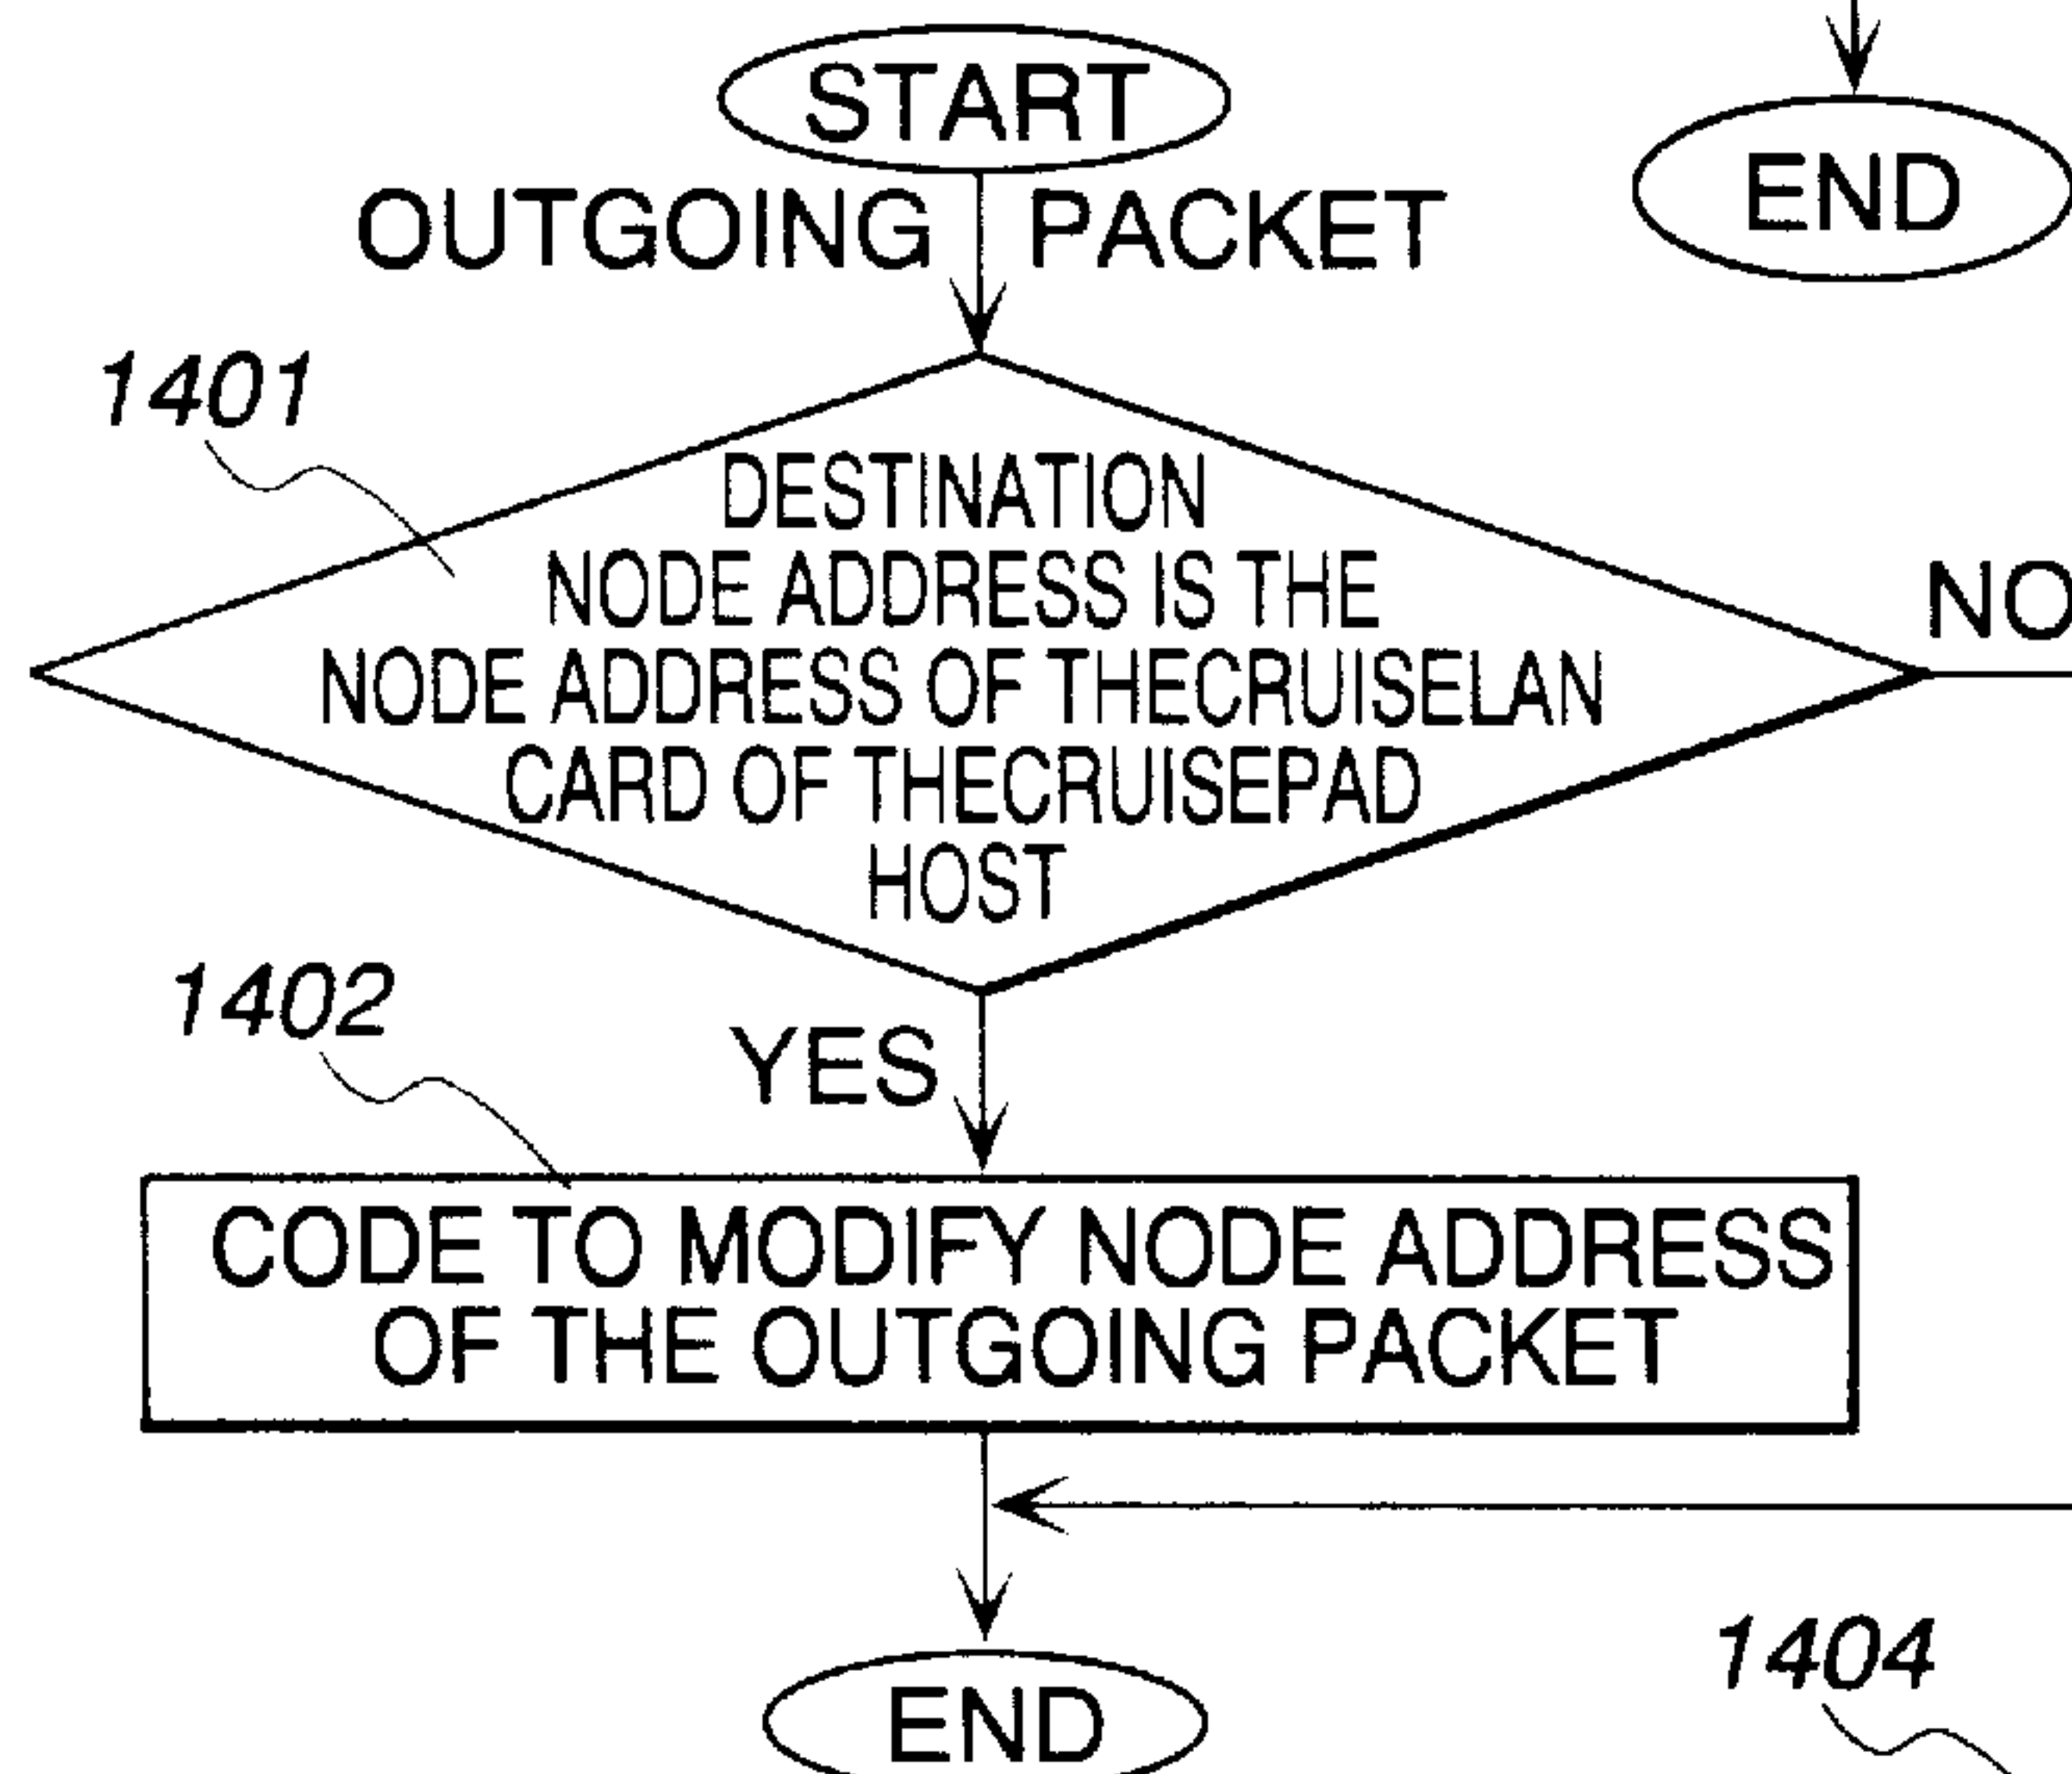 START
END
OUTGOING PACKET
1401
DESTINATION
NODE ADDRESS IS THE
NODE ADDRESS OF THECRUISELAN
CARD OF THECRUISEPAD
HOST
NO
1402
YES
CODE TO MODIFY NODE ADDRESS
OF THE OUTGOING PACKET
1404
END